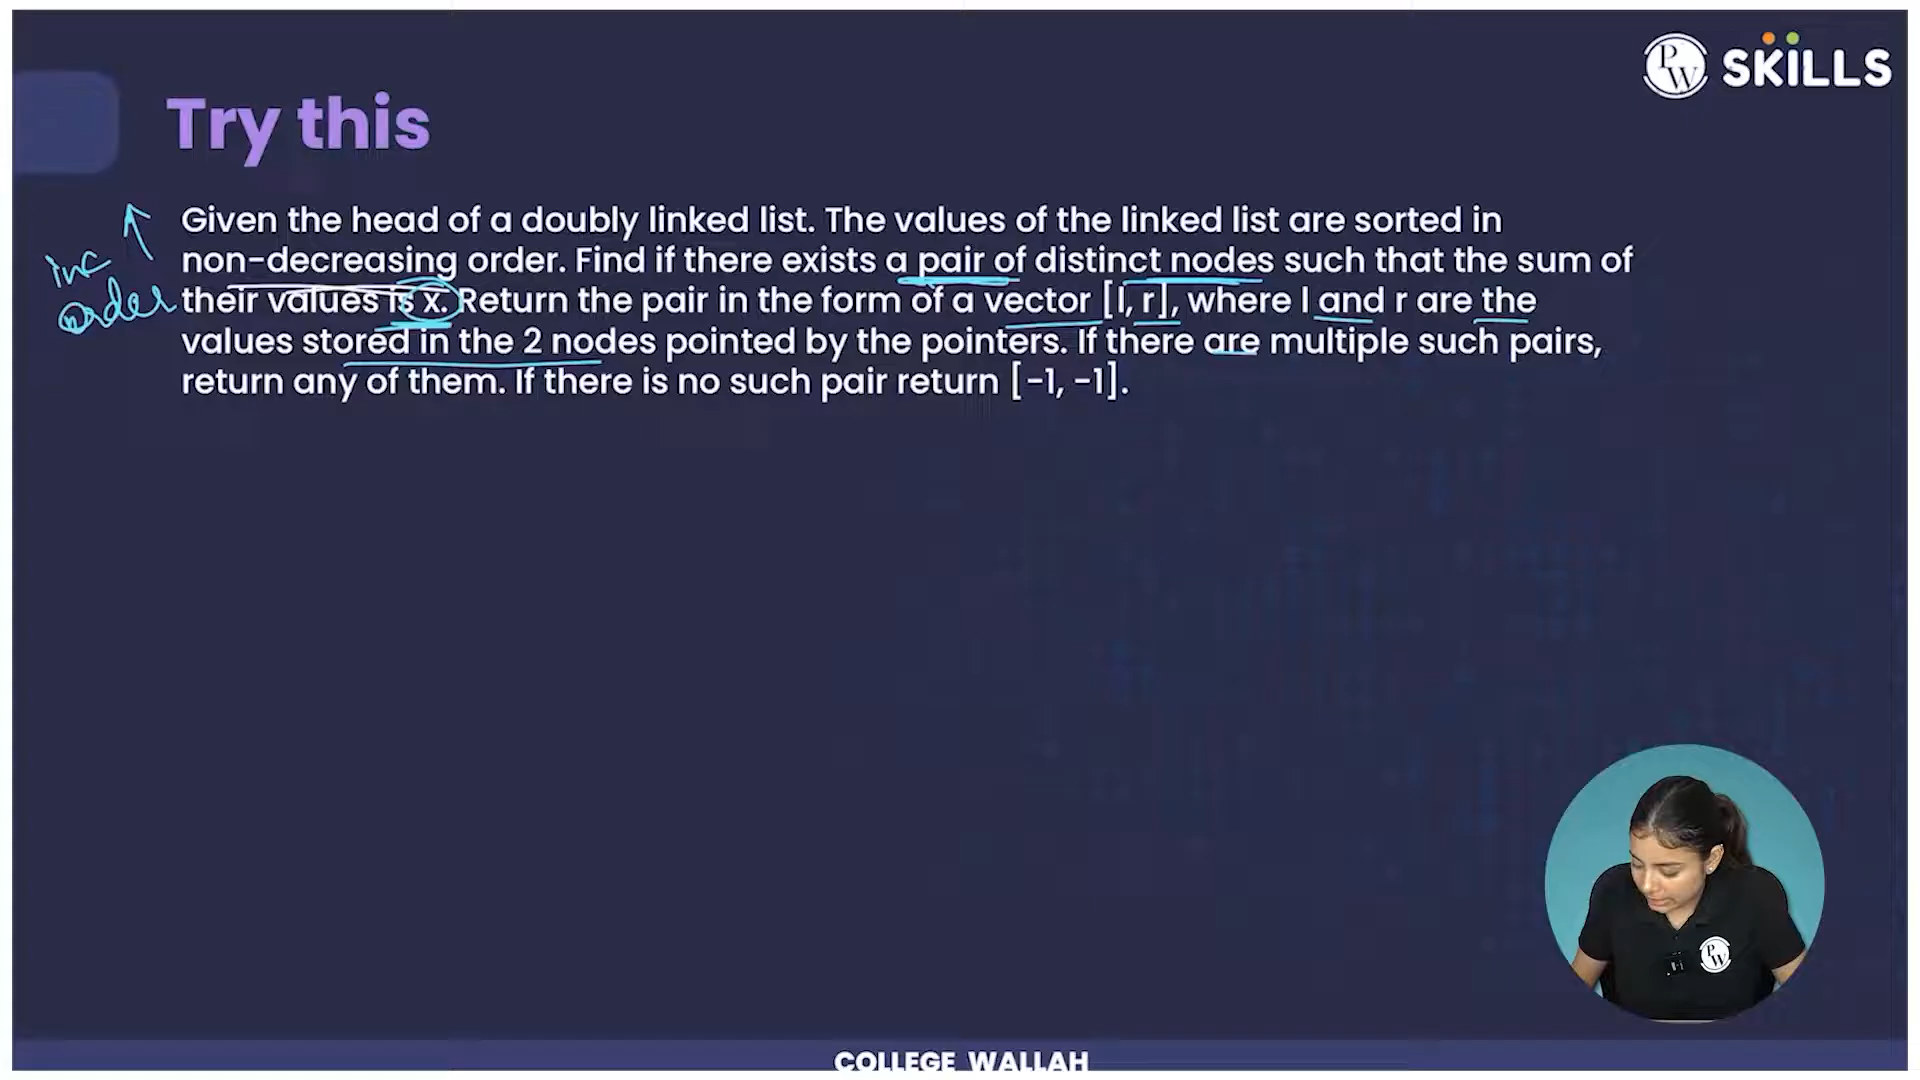 PW SKILLS
Try this
Given the head of a doubly linked list. The values of the linked list are sorted in
non-decreasing order. Find if there exists a pair of distinct nodes such that the sum of
their values is x. Return the pair in the form of a vector [l, r], where l and r are the
values stored in the 2 nodes pointed by the pointers. If there are multiple such pairs,
return any of them. If there is no such pair return [-1, -1].
inc
order
PW
COLLEGE WALLAH